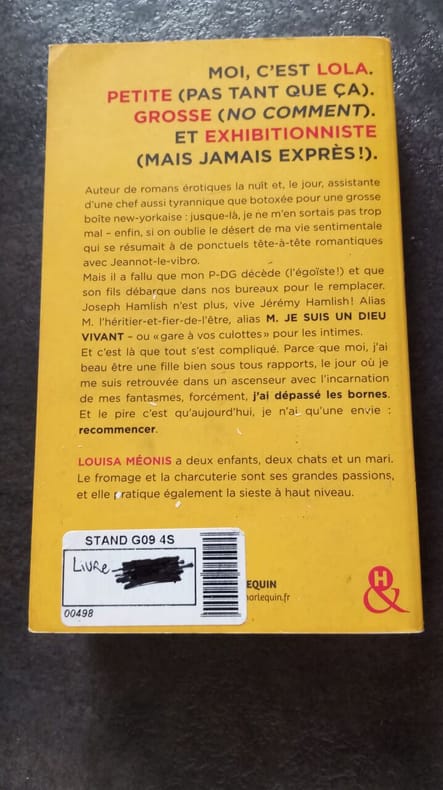 MOI, C'EST LOLA.
PETITE (PAS TANT QUE ÇA).
GROSSE (NO COMMENT).
ET EXHIBITIONNISTE
(MAIS JAMAIS EXPRÈS !).
Auteur de romans érotiques la nuit et, le jour, assistante
d'une chef aussi tyrannique que botoxée pour une grosse
boîte new-yorkaise : jusque-là, je ne m'en sortais pas trop
mal – enfin, si on oublie le désert de ma vie sentimentale
qui se résumait à de ponctuels tête-à-tête romantiques
avec Jeannot-le-vibro.
Mais il a fallu que mon P-DG décède (l'égoïste !) et que
son fils débarque dans nos bureaux pour le remplacer.
Joseph Hamlish n'est plus, vive Jérémy Hamlish ! Alias
M. l'héritier-et-fier-de-l'être, alias M. JE SUIS UN DIEU
VIVANT – ou « gare à vos culottes » pour les intimes.
Et c'est là que tout s'est compliqué. Parce que moi, j'ai
beau être une fille bien sous tous rapports, le jour où je
me suis retrouvée dans un ascenseur avec l'incarnation
de mes fantasmes, forcément, j'ai dépassé les bornes.
Et le pire c'est qu'aujourd'hui, je n'ai qu'une envie :
recommencer.
LOUISA MÉONIS a deux enfants, deux chats et un mari.
Le fromage et la charcuterie sont ses grandes passions,
et elle pratique également la sieste à haut niveau.
STAND G09 4S
Livre
00498
EQUIN
harlequin.fr
H
&